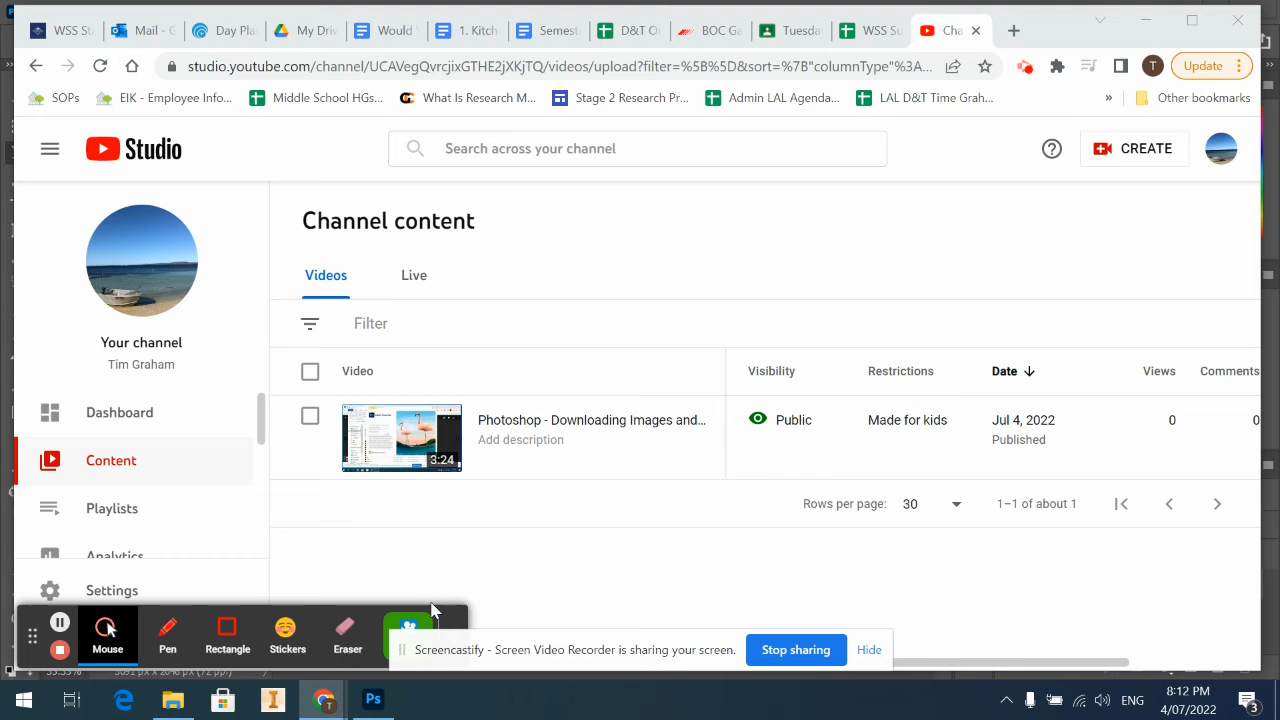 WSS S
Mail - G
Day Pla
My Driv
Would
1. Kitch
Semest
D&T O
BOC Ga
Tuesda
WSS Su
Cha
studio.youtube.com/channel/UCAVegQvrcjixGThE2jXKjTQ/videos/upload?filter=%5B%5D&sort=%7B"columnType"%3A...
T
Update
SOPs
EIK - Employee Info...
Middle School HGs...
What Is Research M...
Stage 2 Research Pr...
Admin LAL Agenda...
LAL D&T Time Grah...
»
Other bookmarks
Studio
Search across your channel
CREATE
Your channel
Tim Graham
Dashboard
Content
Playlists
Analytics
Settings
Channel content
Videos
Live
Filter
Video
Visibility
Restrictions
Date
Views
Comments
3:24
Photoshop - Downloading Images and...
Add description
Public
Made for kids
Jul 4, 2022
Published
0
0
Rows per page:
30
1–1 of about 1
Mouse
Pen
Rectangle
Stickers
Eraser
Screencastify - Screen Video Recorder is sharing your screen.
Stop sharing
Hide
Ps
ENG
8:12 PM
4/07/2022
3